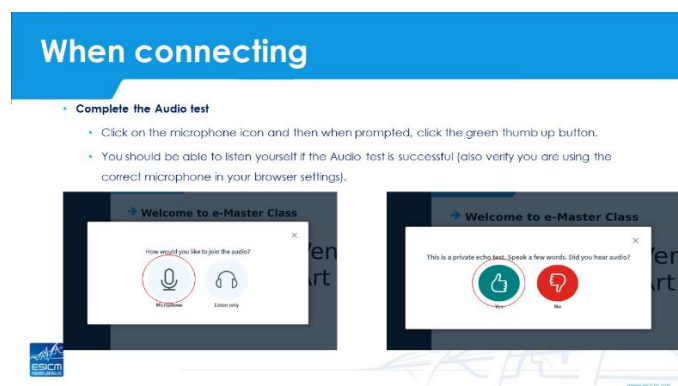 When connecting
Complete the Audio test
Click on the microphone icon and then when prompted, click the green thumb up button.
You should be able to listen yourself if the Audio test is successful (also verify you are using the
correct microphone in your browser settings).
Welcome to e-Master Class
How would you like to join the audio?
Microphone
Listen only
Welcome to e-Master Class
This is a private echo test. Speak a few words. Did you hear audio?
Yes
No
ESICM